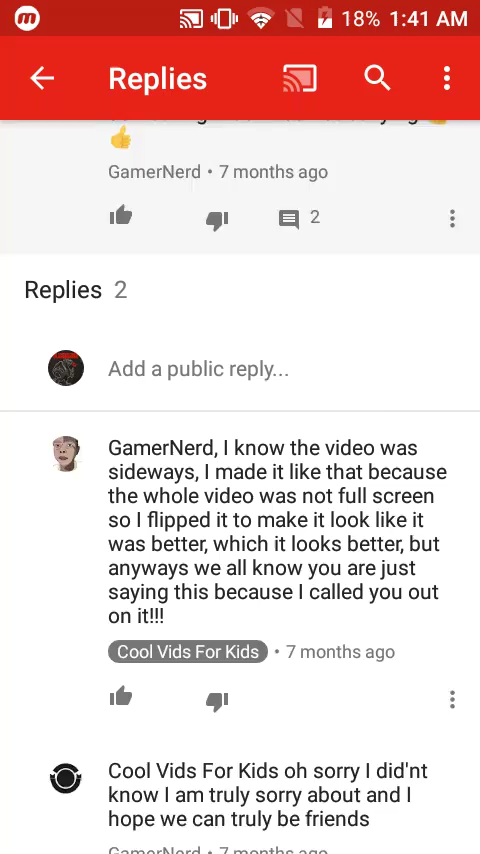 18% 1:41 AM
Replies
GamerNerd • 7 months ago
2
Replies 2
Add a public reply...
GamerNerd, I know the video was
sideways, I made it like that because
the whole video was not full screen
so I flipped it to make it look like it
was better, which it looks better, but
anyways we all know you are just
saying this because I called you out
on it!!!
Cool Vids For Kids • 7 months ago
Cool Vids For Kids oh sorry I did'nt
know I am truly sorry about and I
hope we can truly be friends
GamerNerd • 7 months ago